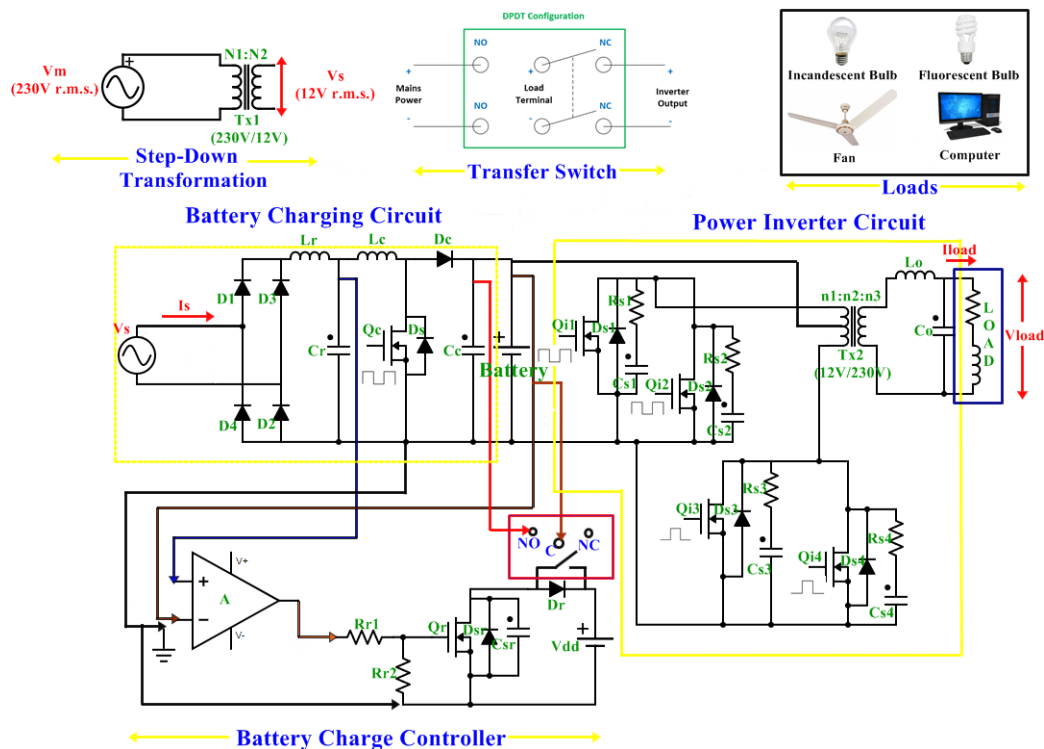 N1:N2
Vm
(230V r.m.s.)
Vs
(12V r.m.s.)
Tx1
(230V/12V)
Step-Down
Transformation
DPDT Configuration
NO
NC
+
+
Mains
Power
Load
Terminal
Inverter
Output
NO
NC
-
-
Transfer Switch
Incandescent Bulb
Fluorescent Bulb
Fan
Computer
Loads
Battery Charging Circuit
Power Inverter Circuit
Lr
Lc
Dc
D1
D3
Is
Vs
Cr
Qc
Ds
Cc
+
Battery
D4
D2
Qi1
Ds1
Rs1
Cs1
Qi2
Ds2
Rs2
Cs2
n1:n2:n3
Tx2
(12V/230V)
Lo
Iload
Co
LOAD
Vload
Qi3
Ds3
Rs3
Cs3
Qi4
Ds4
Rs4
Cs4
NO
C
NC
+
-
A
V+
V-
Rr1
Rr2
Qr
Dsr
Csr
Dr
+
Vdd
Battery Charge Controller